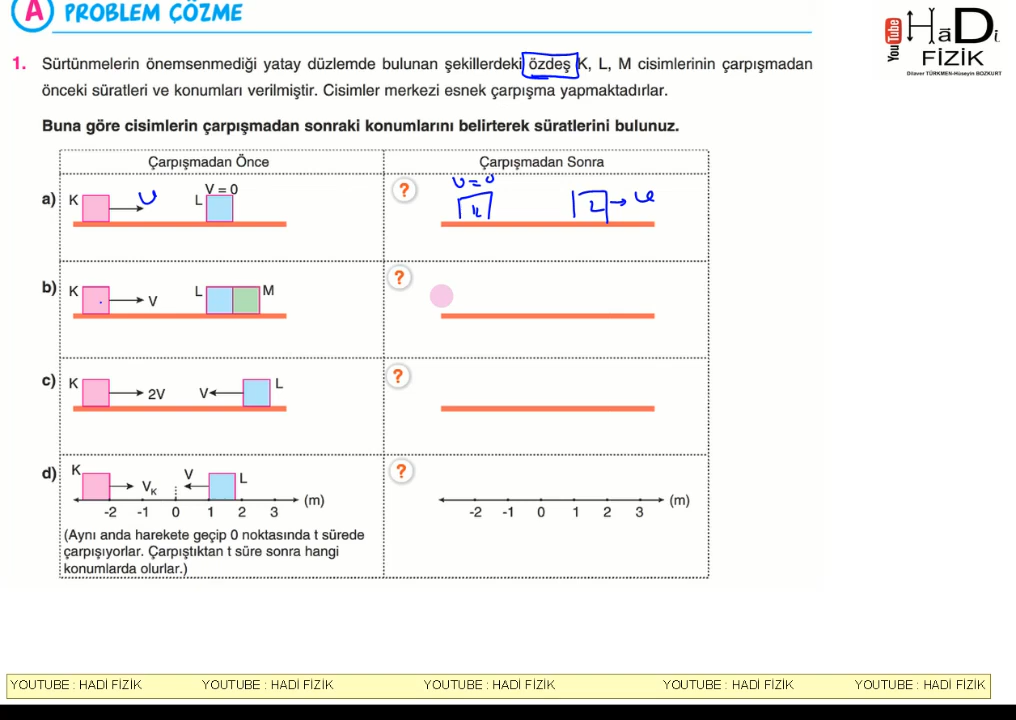 A PROBLEM ÇÖZME
YouTube HaDi FİZİK
Dilaver TÜRKMEN-Hüseyin BOZKURT
1. Sürtünmelerin önemsenmediği yatay düzlemde bulunan şekillerdeki özdeş K, L, M cisimlerinin çarpışmadan
önceki süratleri ve konumları verilmiştir. Cisimler merkezi esnek çarpışma yapmaktadırlar.
Buna göre cisimlerin çarpışmadan sonraki konumlarını belirterek süratlerini bulunuz.
Çarpışmadan Önce Çarpışmadan Sonra
a) K υ L V = 0 ? υ=0 K L υ
b) K V L M ?
c) K 2V V L ?
d) K VK V L ?
-2 -1 0 1 2 3 (m) -2 -1 0 1 2 3 (m)
(Aynı anda harekete geçip 0 noktasında t sürede
çarpışıyorlar. Çarpıştıktan t süre sonra hangi
konumlarda olurlar.)
YOUTUBE : HADİ FİZİK YOUTUBE : HADİ FİZİK YOUTUBE : HADİ FİZİK YOUTUBE : HADİ FİZİK YOUTUBE : HADİ FİZİK